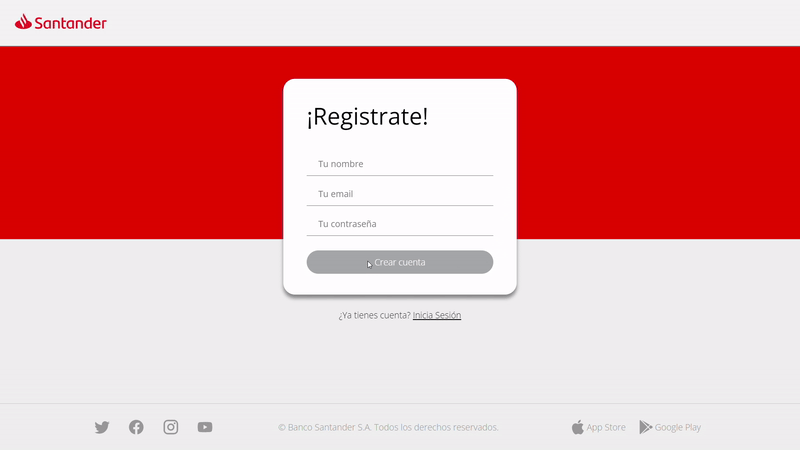 Santander
¡Registrate!
Tu nombre
Tu email
Tu contraseña
Crear cuenta
¿Ya tienes cuenta? Inicia Sesión
© Banco Santander S.A. Todos los derechos reservados.
App Store
Google Play